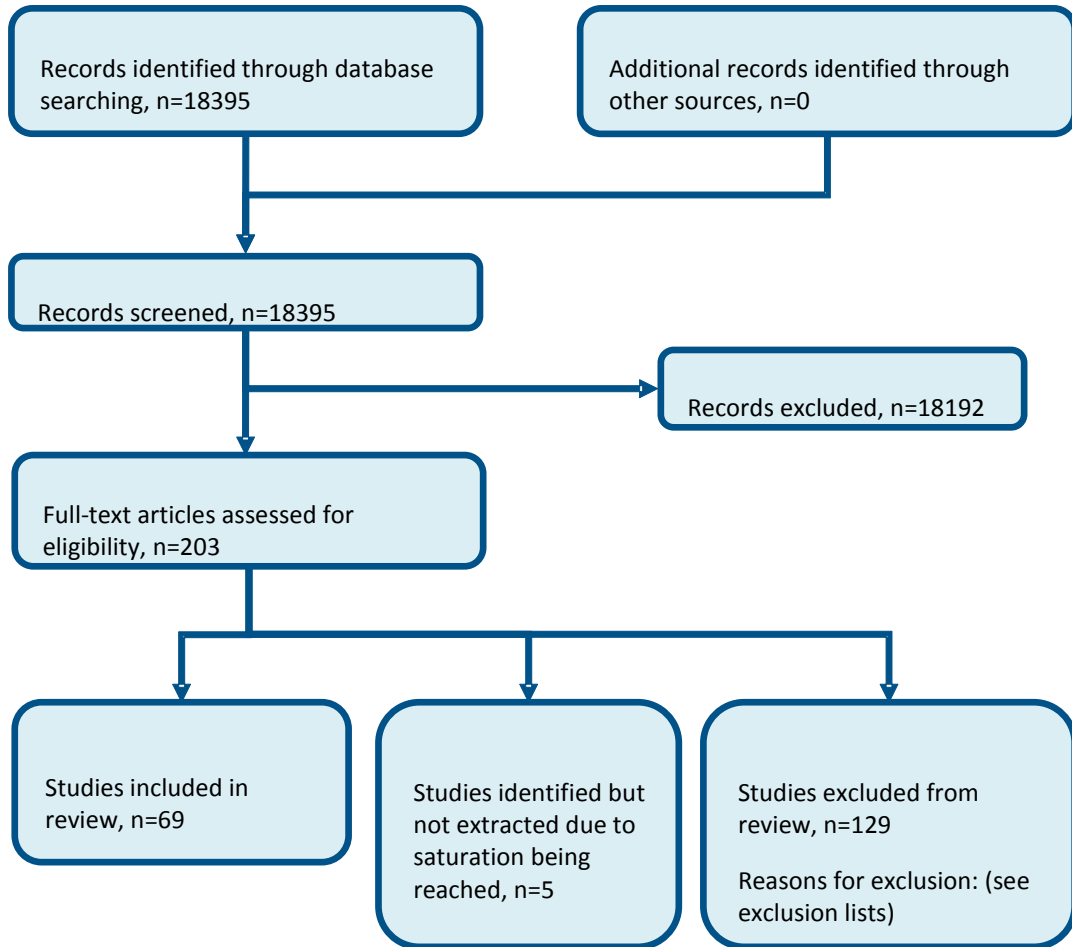 Records identified through database
searching, n=18395
Additional records identified through
other sources, n=0
Records screened, n=18395
Records excluded, n=18192
Full-text articles assessed for
eligibility, n=203
Studies included in
review, n=69
Studies identified but
not extracted due to
saturation being
reached, n=5
Studies excluded from
review, n=129
Reasons for exclusion: (see
exclusion lists)